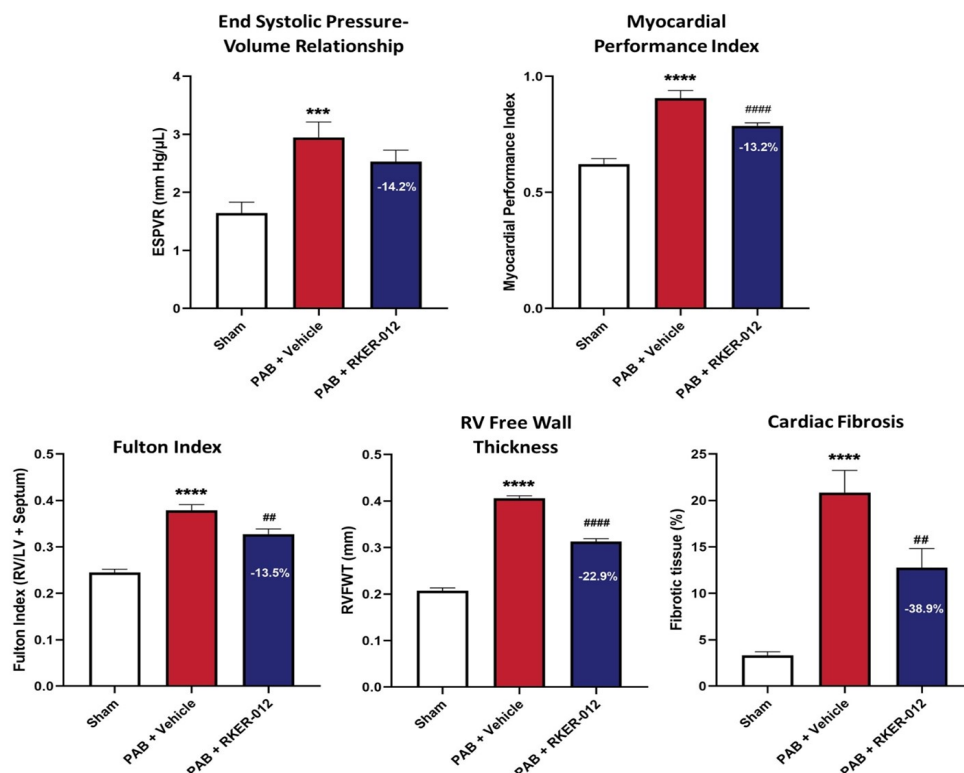 End Systolic Pressure-
Volume Relationship
ESPVR (mm Hg/μL)
4
3
2
1
0
***
-14.2%
Sham
PAB + Vehicle
PAB + RKER-012
Myocardial
Performance Index
Myocardial Performance Index
1.0
0.5
0.0
****
####
-13.2%
Sham
PAB + Vehicle
PAB + RKER-012
Fulton Index
Fulton Index (RV/LV + Septum)
0.5
0.4
0.3
0.2
0.1
0.0
****
##
-13.5%
Sham
PAB + Vehicle
PAB + RKER-012
RV Free Wall
Thickness
RVFWT (mm)
0.5
0.4
0.3
0.2
0.1
0.0
****
####
-22.9%
Sham
PAB + Vehicle
PAB + RKER-012
Cardiac Fibrosis
Fibrotic tissue (%)
25
20
15
10
5
0
****
##
-38.9%
Sham
PAB + Vehicle
PAB + RKER-012